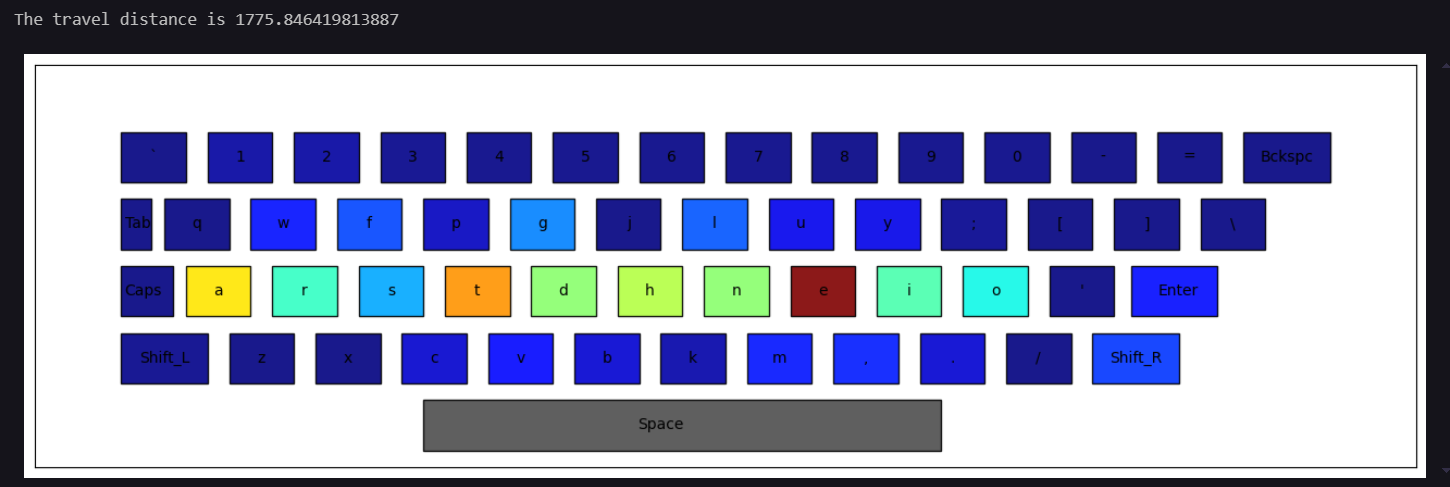 The travel distance is 1775.846419813887
` 1 2 3 4 5 6 7 8 9 0 - = Bckspc
Tab q w f p g j l u y ; [ ] \
Caps a r s t d h n e i o ' Enter
Shift_L z x c v b k m , . / Shift_R
Space